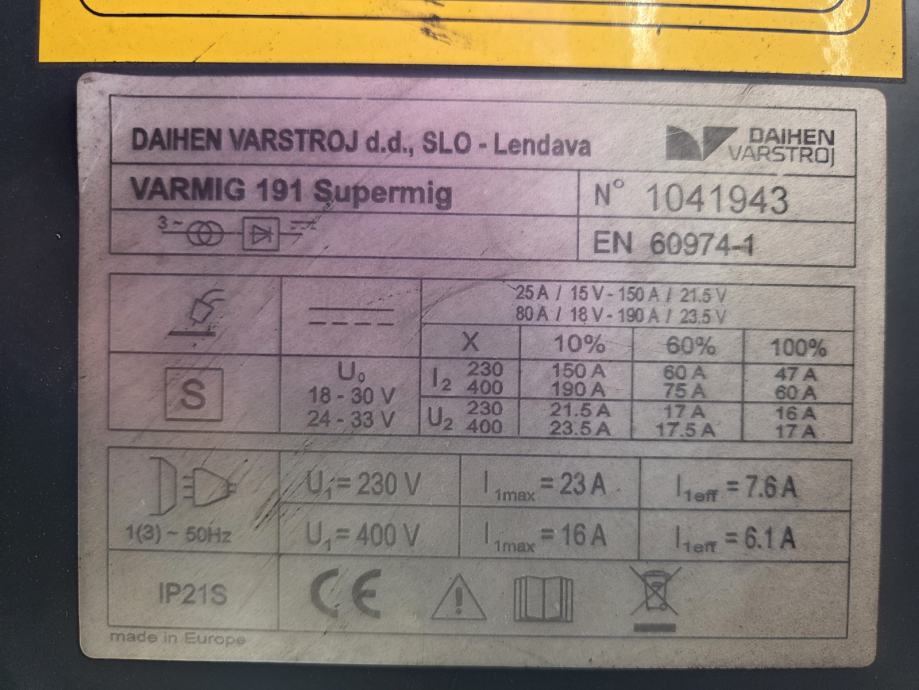 DAIHEN VARSTROJ d.d., SLO - Lendava
DAIHEN
VARSTROJ
VARMIG 191 Supermig
N° 1041943
3~
EN 60974-1
25 A / 15 V - 150 A / 21.5 V
80 A / 18 V - 190 A / 23.5 V
X 10% 60% 100%
S
U₀
18 - 30 V
24 - 33 V
I₂ 230 150 A 60 A 47 A
400 190 A 75 A 60 A
U₂ 230 21.5 A 17 A 16 A
400 23.5 A 17.5 A 17 A
U₁ = 230 V I1max = 23 A I1eff = 7.6 A
1(3) ~ 50Hz
U₁ = 400 V I1max = 16 A I1eff = 6.1 A
IP21S
CE
made in Europe